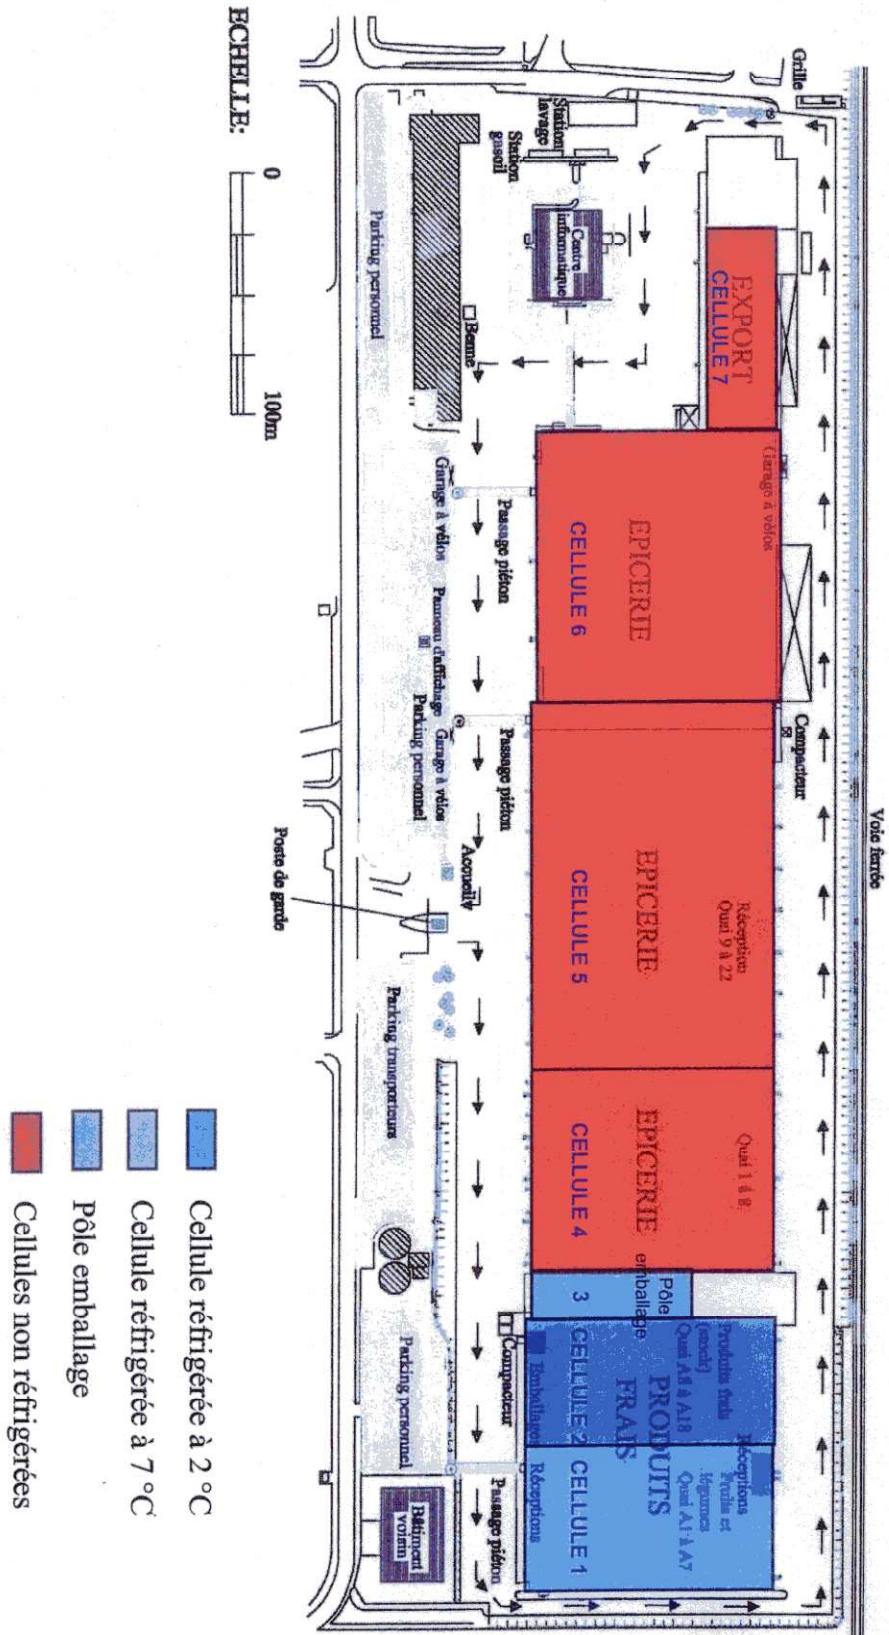 Voie ferrée
Grille
Station
lavage
Station
gasoil
Centre
informatique
Benne
Parking personnel
EXPORT
CELLULE 7
Garage à vélos
EPICERIE
CELLULE 6
Passage piéton
Garage à vélos
Panneau d'affichage
Compacteur
Passage piéton
Garage à vélos
Parking personnel
Réception
Quai 9 à 22
EPICERIE
CELLULE 5
Accueil
Poste de garde
Quai 1 à 8
EPICERIE
CELLULE 4
Parking transporteurs
Pôle
emballage
3
Produits frais
(stock)
Quai A8 à A18
PRODUITS
FRAIS
CELLULE 2
Emballages
Compacteur
Réceptions
Fruits et
légumes
Quai A1 à A7
CELLULE 1
Réceptions
Passage piéton
Parking personnel
Bâtiment
voisin
ECHELLE:
0
100m
Cellule réfrigérée à 2 °C
Cellule réfrigérée à 7 °C
Pôle emballage
Cellules non réfrigérées